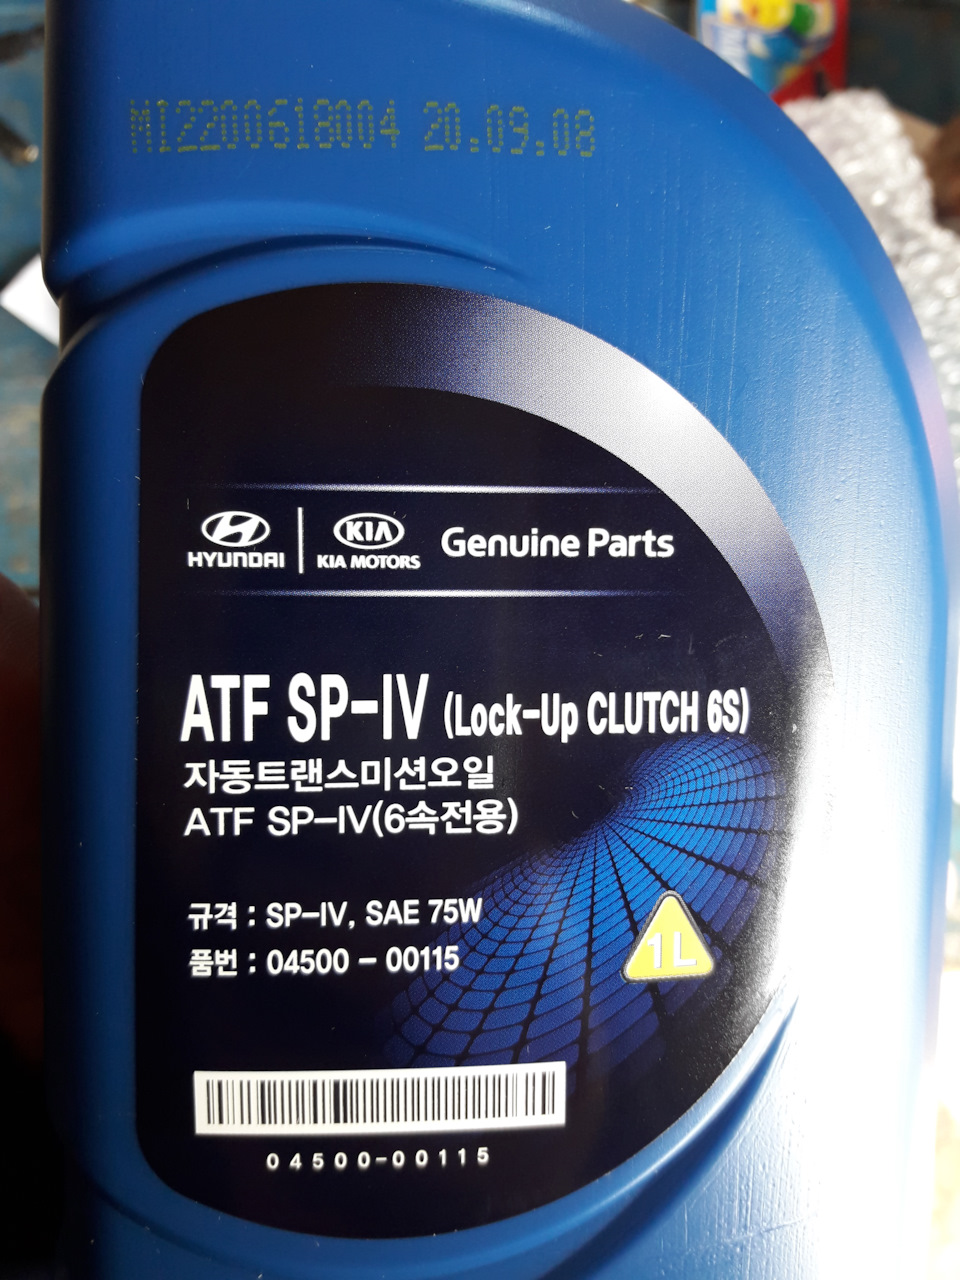 M12200618004 20.09.08
HYUNDAI KIA KIA MOTORS Genuine Parts
ATF SP-IV (Lock-Up CLUTCH 6S)
자동트랜스미션오일
ATF SP-IV(6속전용)
규격 : SP-IV, SAE 75W
품번 : 04500 - 00115
1 L
04500-00115